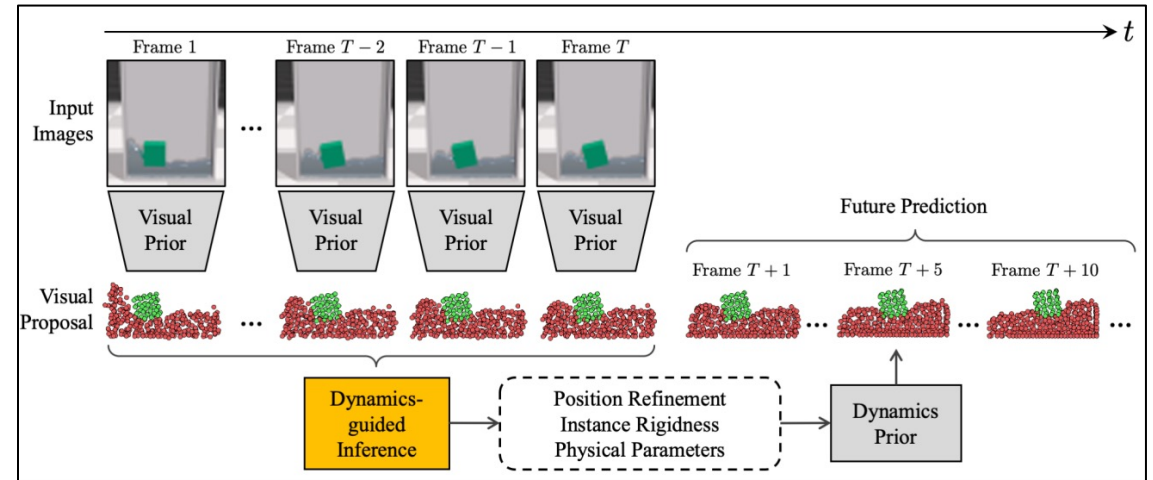 t
Frame 1
Frame T − 2
Frame T − 1
Frame T
Input
Images
...
Visual
Prior
Visual
Prior
Visual
Prior
Visual
Prior
Future Prediction
Frame T + 1
Frame T + 5
Frame T + 10
Visual
Proposal
...
...
...
...
Dynamics-
guided
Inference
Position Refinement
Instance Rigidness
Physical Parameters
Dynamics
Prior